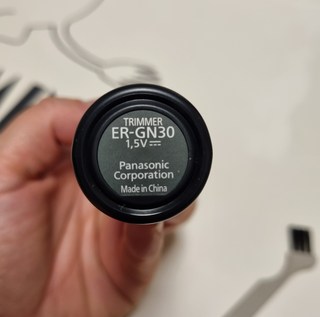 TRIMMER
ER-GN30
1,5V ⎓
Panasonic
Corporation
Made in China